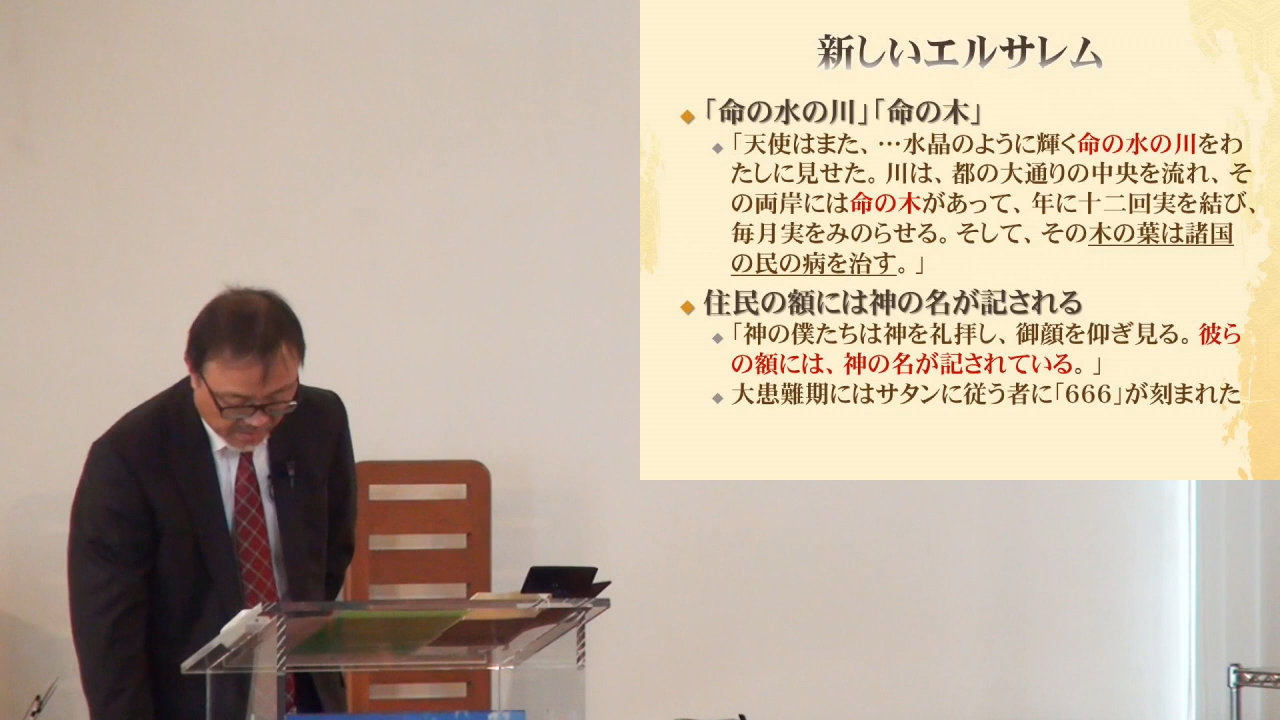 新しいエルサレム
「命の水の川」「命の木」
「天使はまた、…水晶のように輝く命の水の川をわ
たしに見せた。川は、都の大通りの中央を流れ、そ
の両岸には命の木があって、年に十二回実を結び、
毎月実をみのらせる。そして、その木の葉は諸国
の民の病を治す。」
住民の額には神の名が記される
「神の僕たちは神を礼拝し、御顔を仰ぎ見る。彼ら
の額には、神の名が記されている。」
大患難期にはサタンに従う者に「666」が刻まれた